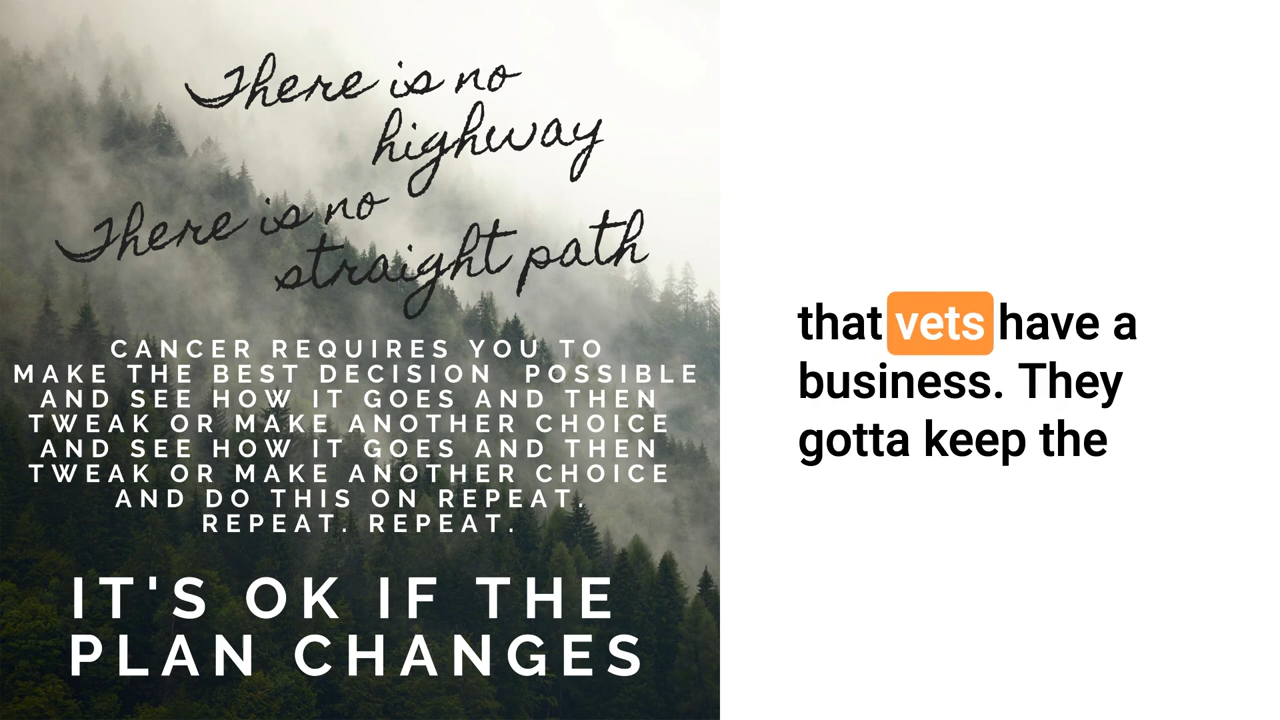 There is no
highway
There is no
straight path
CANCER REQUIRES YOU TO
MAKE THE BEST DECISION POSSIBLE
AND SEE HOW IT GOES AND THEN
TWEAK OR MAKE ANOTHER CHOICE
AND SEE HOW IT GOES AND THEN
TWEAK OR MAKE ANOTHER CHOICE
AND DO THIS ON REPEAT.
REPEAT. REPEAT.
IT'S OK IF THE
PLAN CHANGES
that vets have a
business. They
gotta keep the